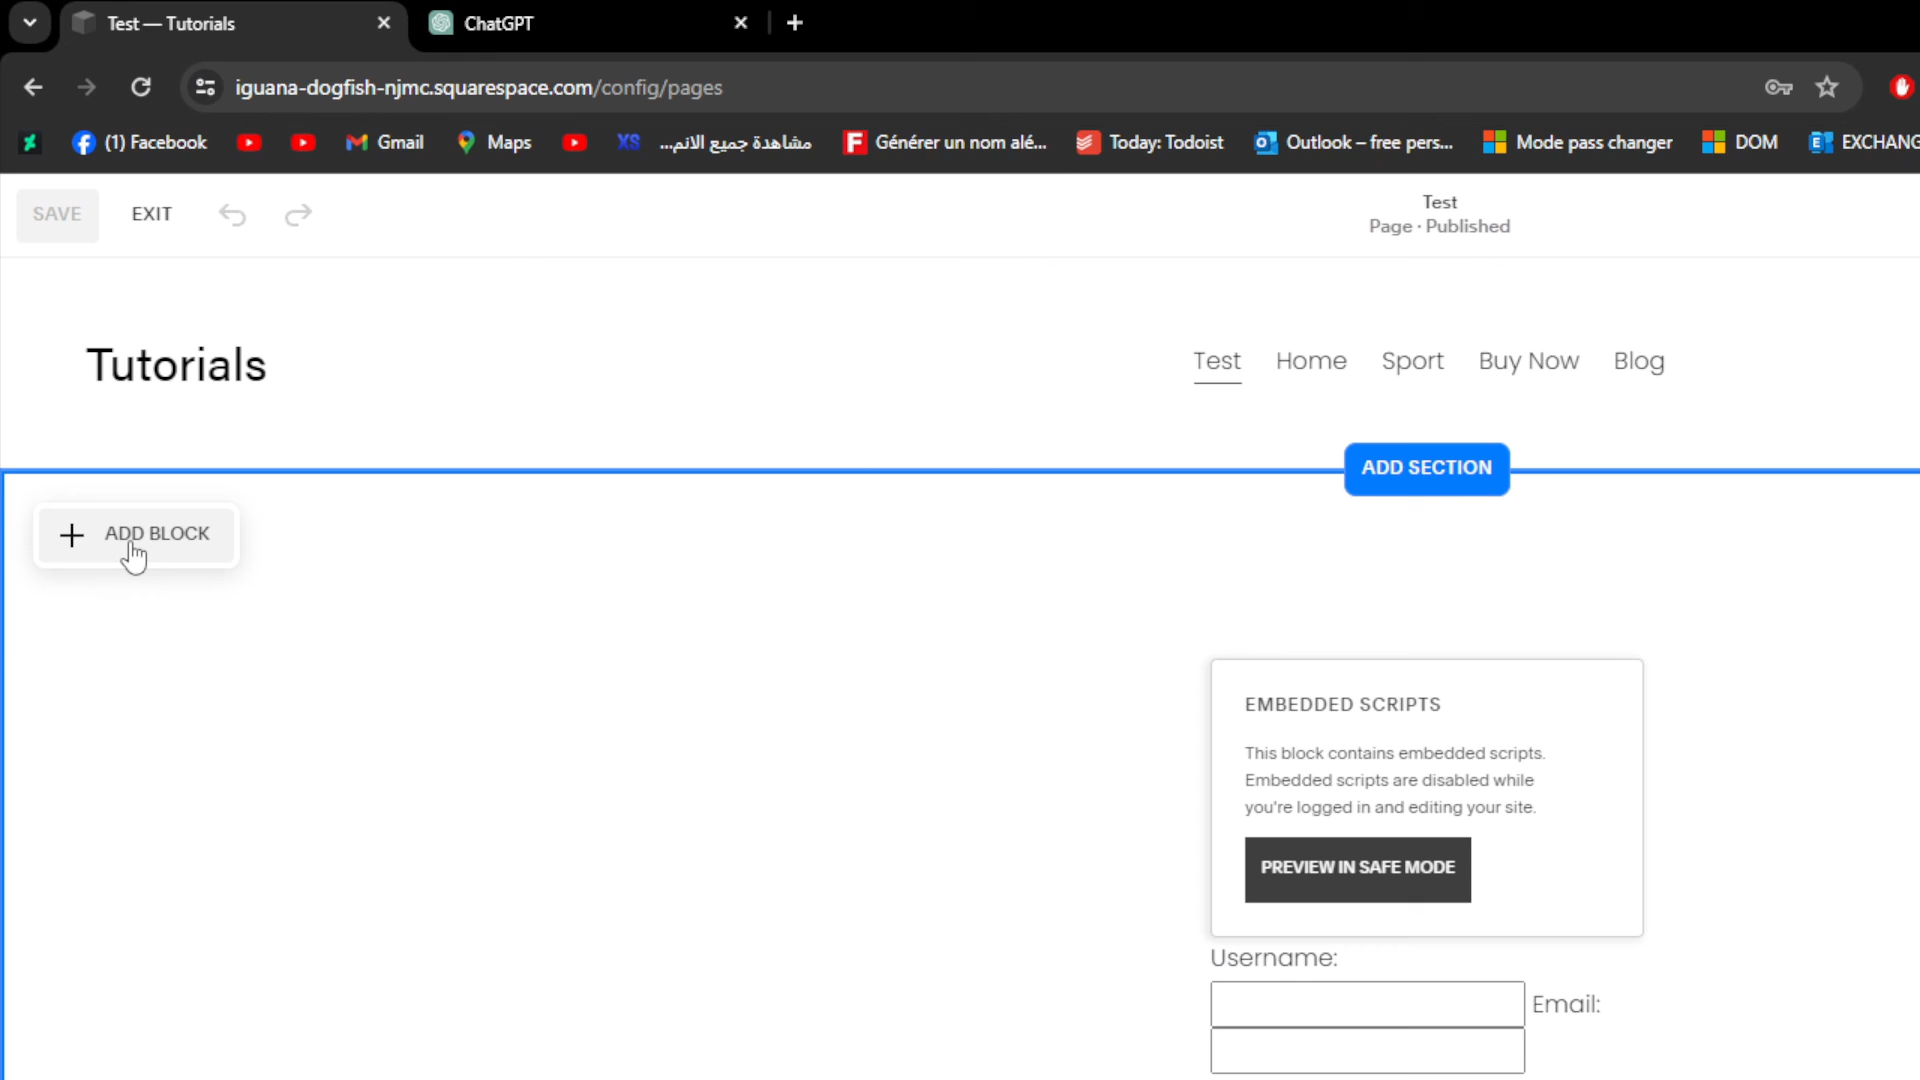 Test — Tutorials
ChatGPT
iguana-dogfish-njmc.squarespace.com/config/pages
(1) Facebook
Gmail
Maps
XS
مشاهدة جميع الانم...
Générer un nom alé...
Today: Todoist
Outlook – free pers...
Mode pass changer
DOM
EXCHANG
SAVE
EXIT
Test
Page · Published
Tutorials
Test
Home
Sport
Buy Now
Blog
ADD SECTION
ADD BLOCK
EMBEDDED SCRIPTS
This block contains embedded scripts.
Embedded scripts are disabled while
you're logged in and editing your site.
PREVIEW IN SAFE MODE
Username:
Email: